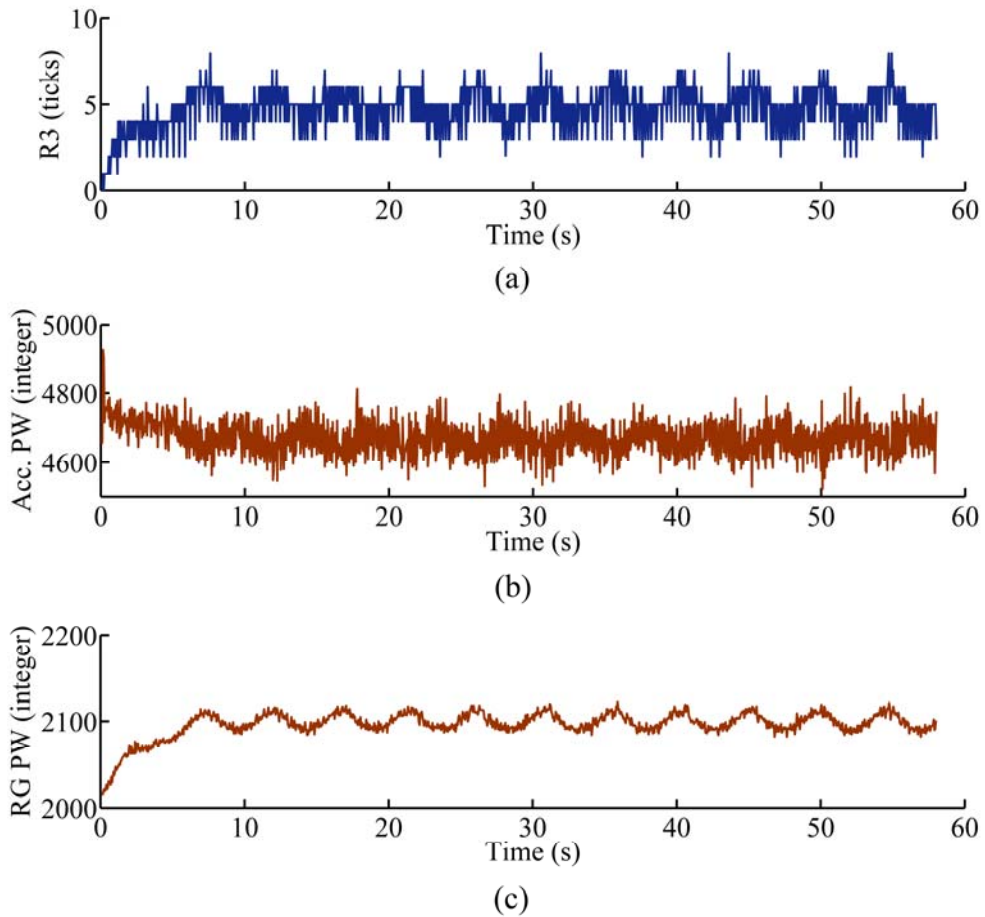 10
5
0
R3 (ticks)
0 10 20 30 40 50 60
Time (s)
(a)
5000
4800
4600
Acc. PW (integer)
0 10 20 30 40 50 60
Time (s)
(b)
2200
2100
2000
RG PW (integer)
0 10 20 30 40 50 60
Time (s)
(c)